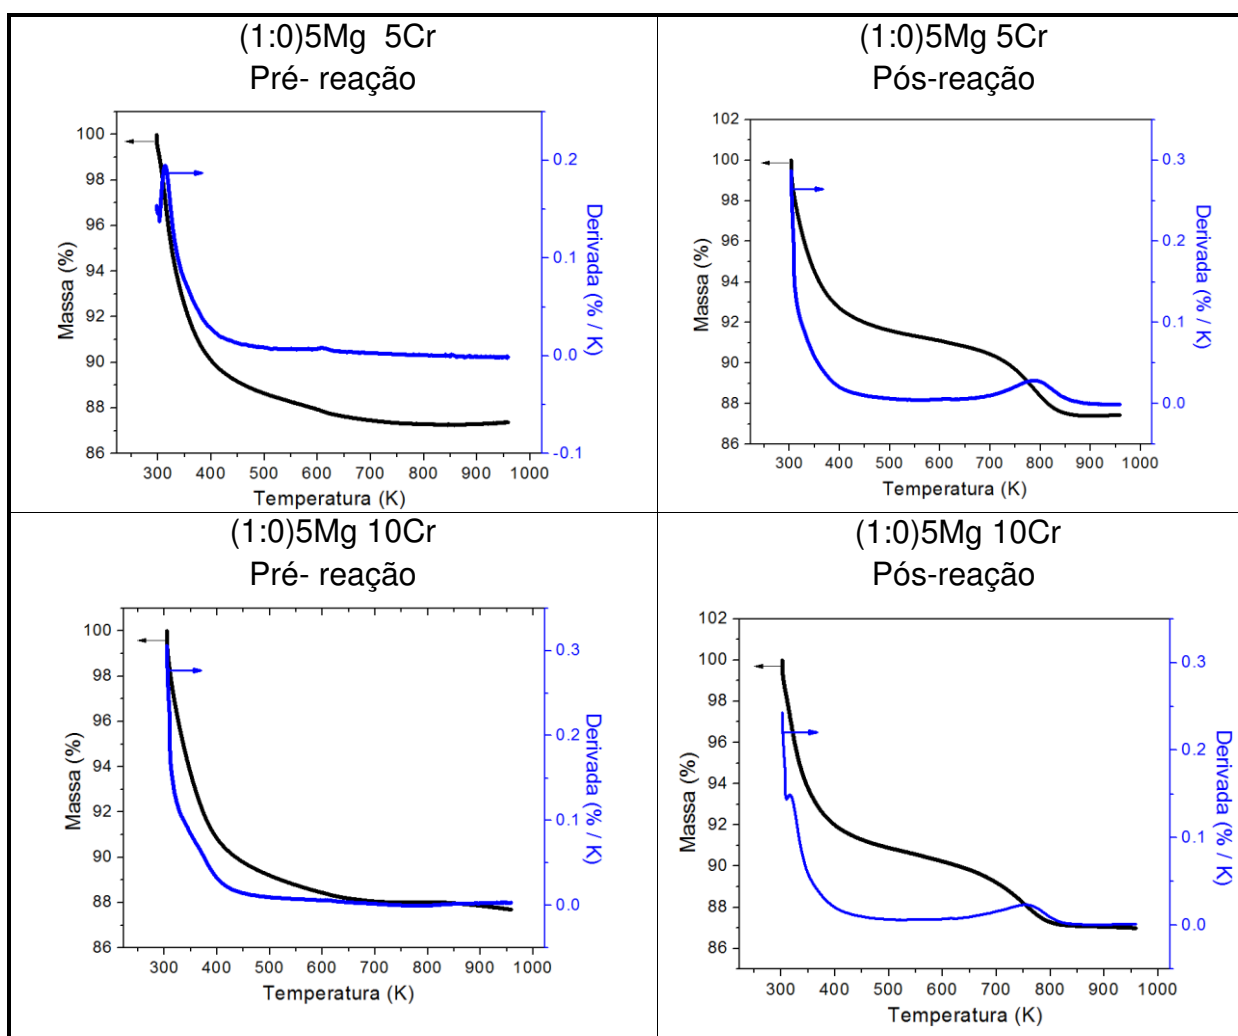 (1:0)5Mg  5Cr
Pré- reação
100
98
96
94
92
90
88
86
Massa (%)
0.2
0.1
0.0
-0.1
Derivada (% / K)
300 400 500 600 700 800 900 1000
Temperatura (K)
(1:0)5Mg 5Cr
Pós-reação
102
100
98
96
94
92
90
88
86
Massa (%)
0.3
0.2
0.1
0.0
Derivada (% / K)
300 400 500 600 700 800 900 1000
Temperatura (K)
(1:0)5Mg 10Cr
Pré- reação
100
98
96
94
92
90
88
86
Massa (%)
0.3
0.2
0.1
0.0
Derivada (% / K)
300 400 500 600 700 800 900 1000
Temperatura (K)
(1:0)5Mg 10Cr
Pós-reação
102
100
98
96
94
92
90
88
86
Massa (%)
0.3
0.2
0.1
0.0
Derivada (% / K)
300 400 500 600 700 800 900 1000
Temperatura (K)